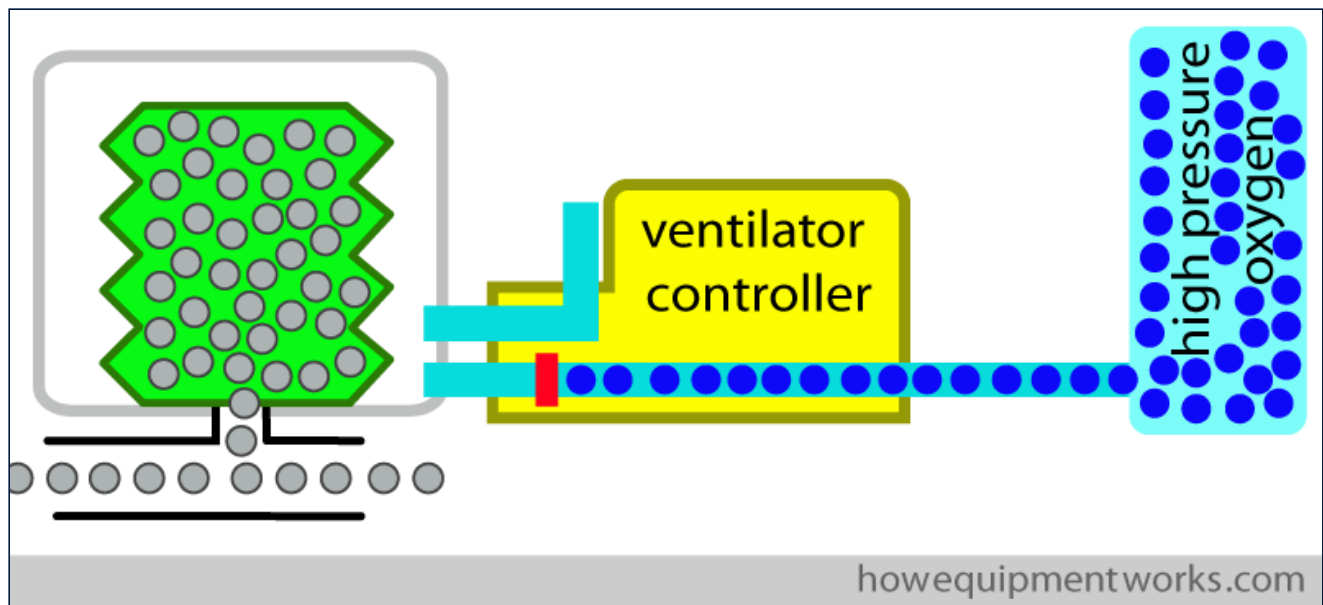 ventilator
controller
high pressure
oxygen
howequipmentworks.com